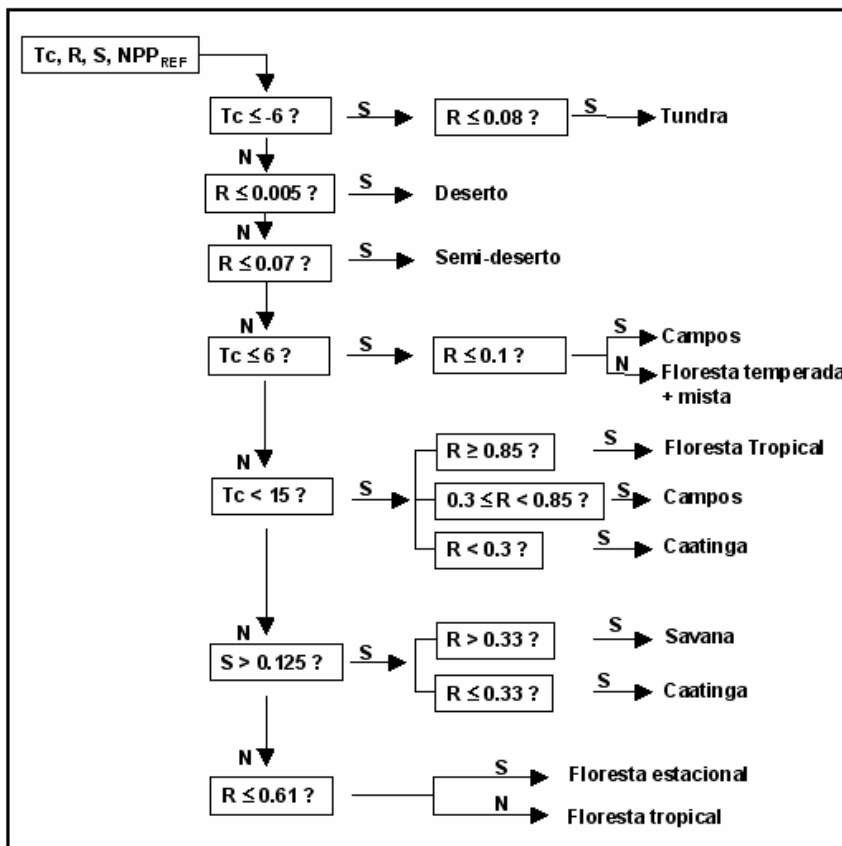 Tc, R, S, NPP_REF
Tc ≤ -6 ? S R ≤ 0.08 ? S Tundra
N
R ≤ 0.005 ? S Deserto
N
R ≤ 0.07 ? S Semi-deserto
N
Tc ≤ 6 ? S R ≤ 0.1 ? S Campos
N Floresta temperada
+ mista
N
R ≥ 0.85 ? S Floresta Tropical
Tc < 15 ? S 0.3 ≤ R < 0.85 ? S Campos
R < 0.3 ? S Caatinga
N
R > 0.33 ? S Savana
S > 0.125 ? S
R ≤ 0.33 ? S Caatinga
N
R ≤ 0.61 ? S Floresta estacional
N Floresta tropical